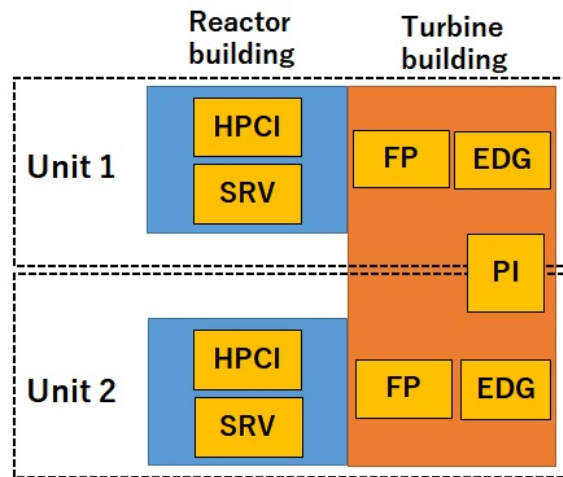 Reactor
building
Turbine
building
Unit 1
HPCI
SRV
FP
EDG
PI
Unit 2
HPCI
SRV
FP
EDG